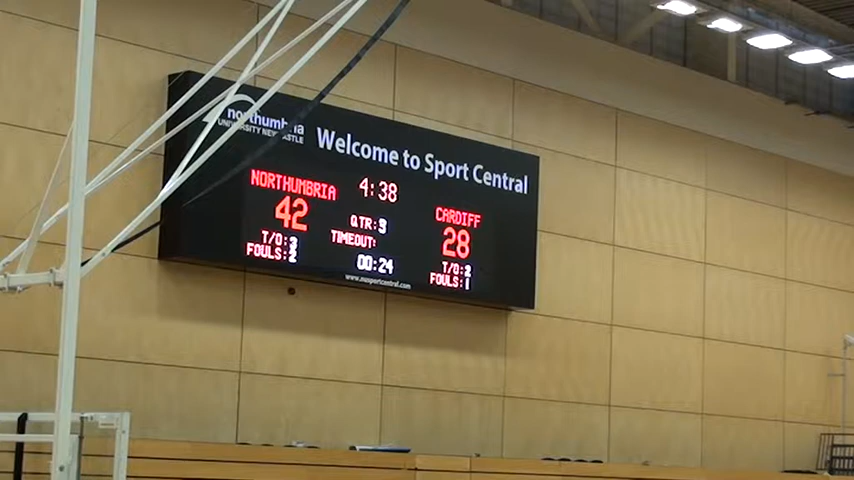 northumbria
UNIVERSITY NEWCASTLE
Welcome to Sport Central
NORTHUMBRIA 4:38 CARDIFF
42 QTR:3 28
T/O:3 TIMEOUT: T/O:2
FOULS:2 00:24 FOULS:1
www.nusportcentral.com